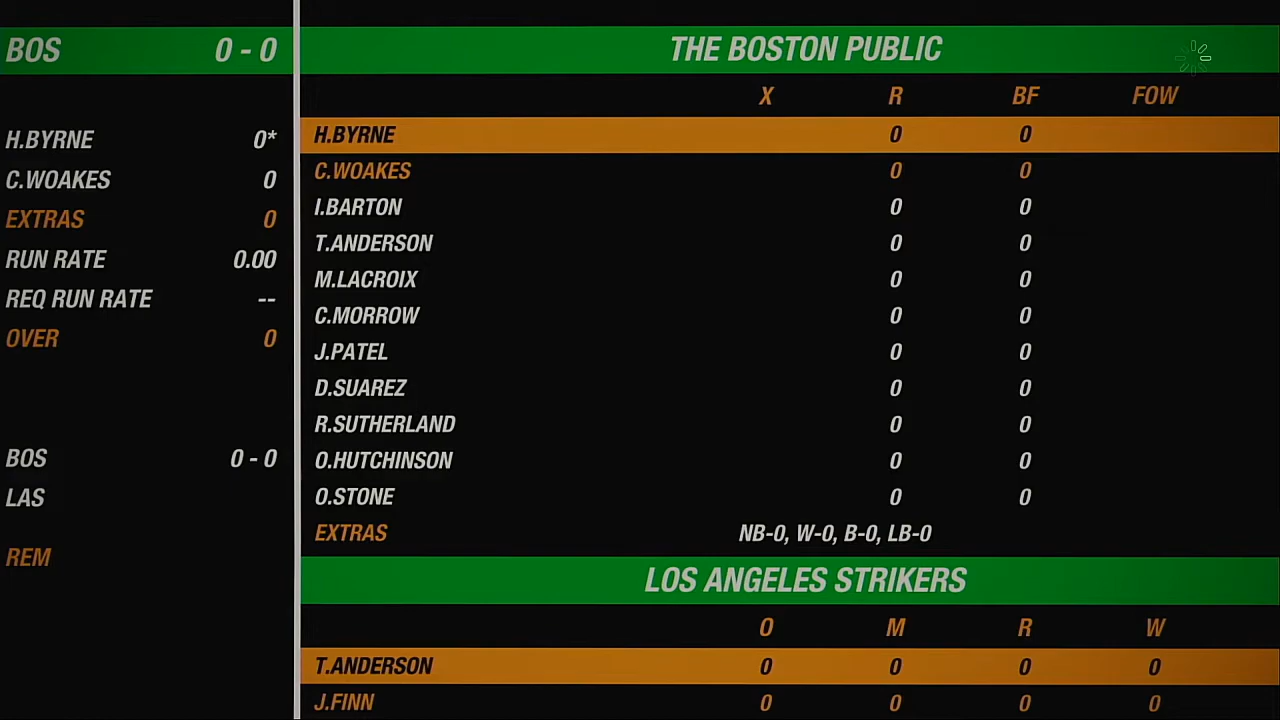 BOS 0 - 0
H.BYRNE 0*
C.WOAKES 0
EXTRAS 0
RUN RATE 0.00
REQ RUN RATE --
OVER 0
BOS 0 - 0
LAS
REM
THE BOSTON PUBLIC
X R BF FOW
H.BYRNE 0 0
C.WOAKES 0 0
I.BARTON 0 0
T.ANDERSON 0 0
M.LACROIX 0 0
C.MORROW 0 0
J.PATEL 0 0
D.SUAREZ 0 0
R.SUTHERLAND 0 0
O.HUTCHINSON 0 0
O.STONE 0 0
EXTRAS NB-0, W-0, B-0, LB-0
LOS ANGELES STRIKERS
O M R W
T.ANDERSON 0 0 0 0
J.FINN 0 0 0 0